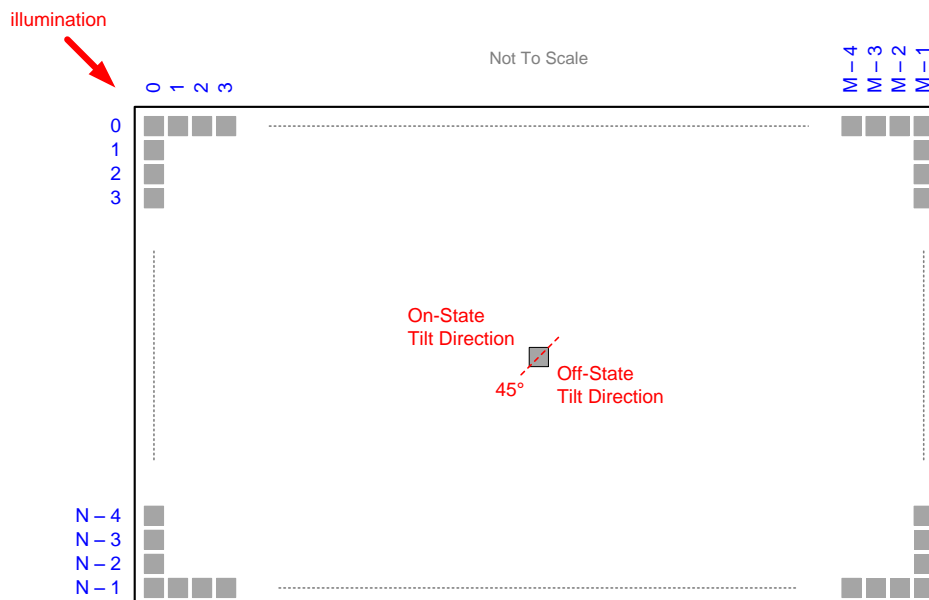 illumination
Not To Scale
0
1
2
3
M – 4
M – 3
M – 2
M – 1
0
1
2
3
On-State
Tilt Direction
45°
Off-State
Tilt Direction
N – 4
N – 3
N – 2
N – 1